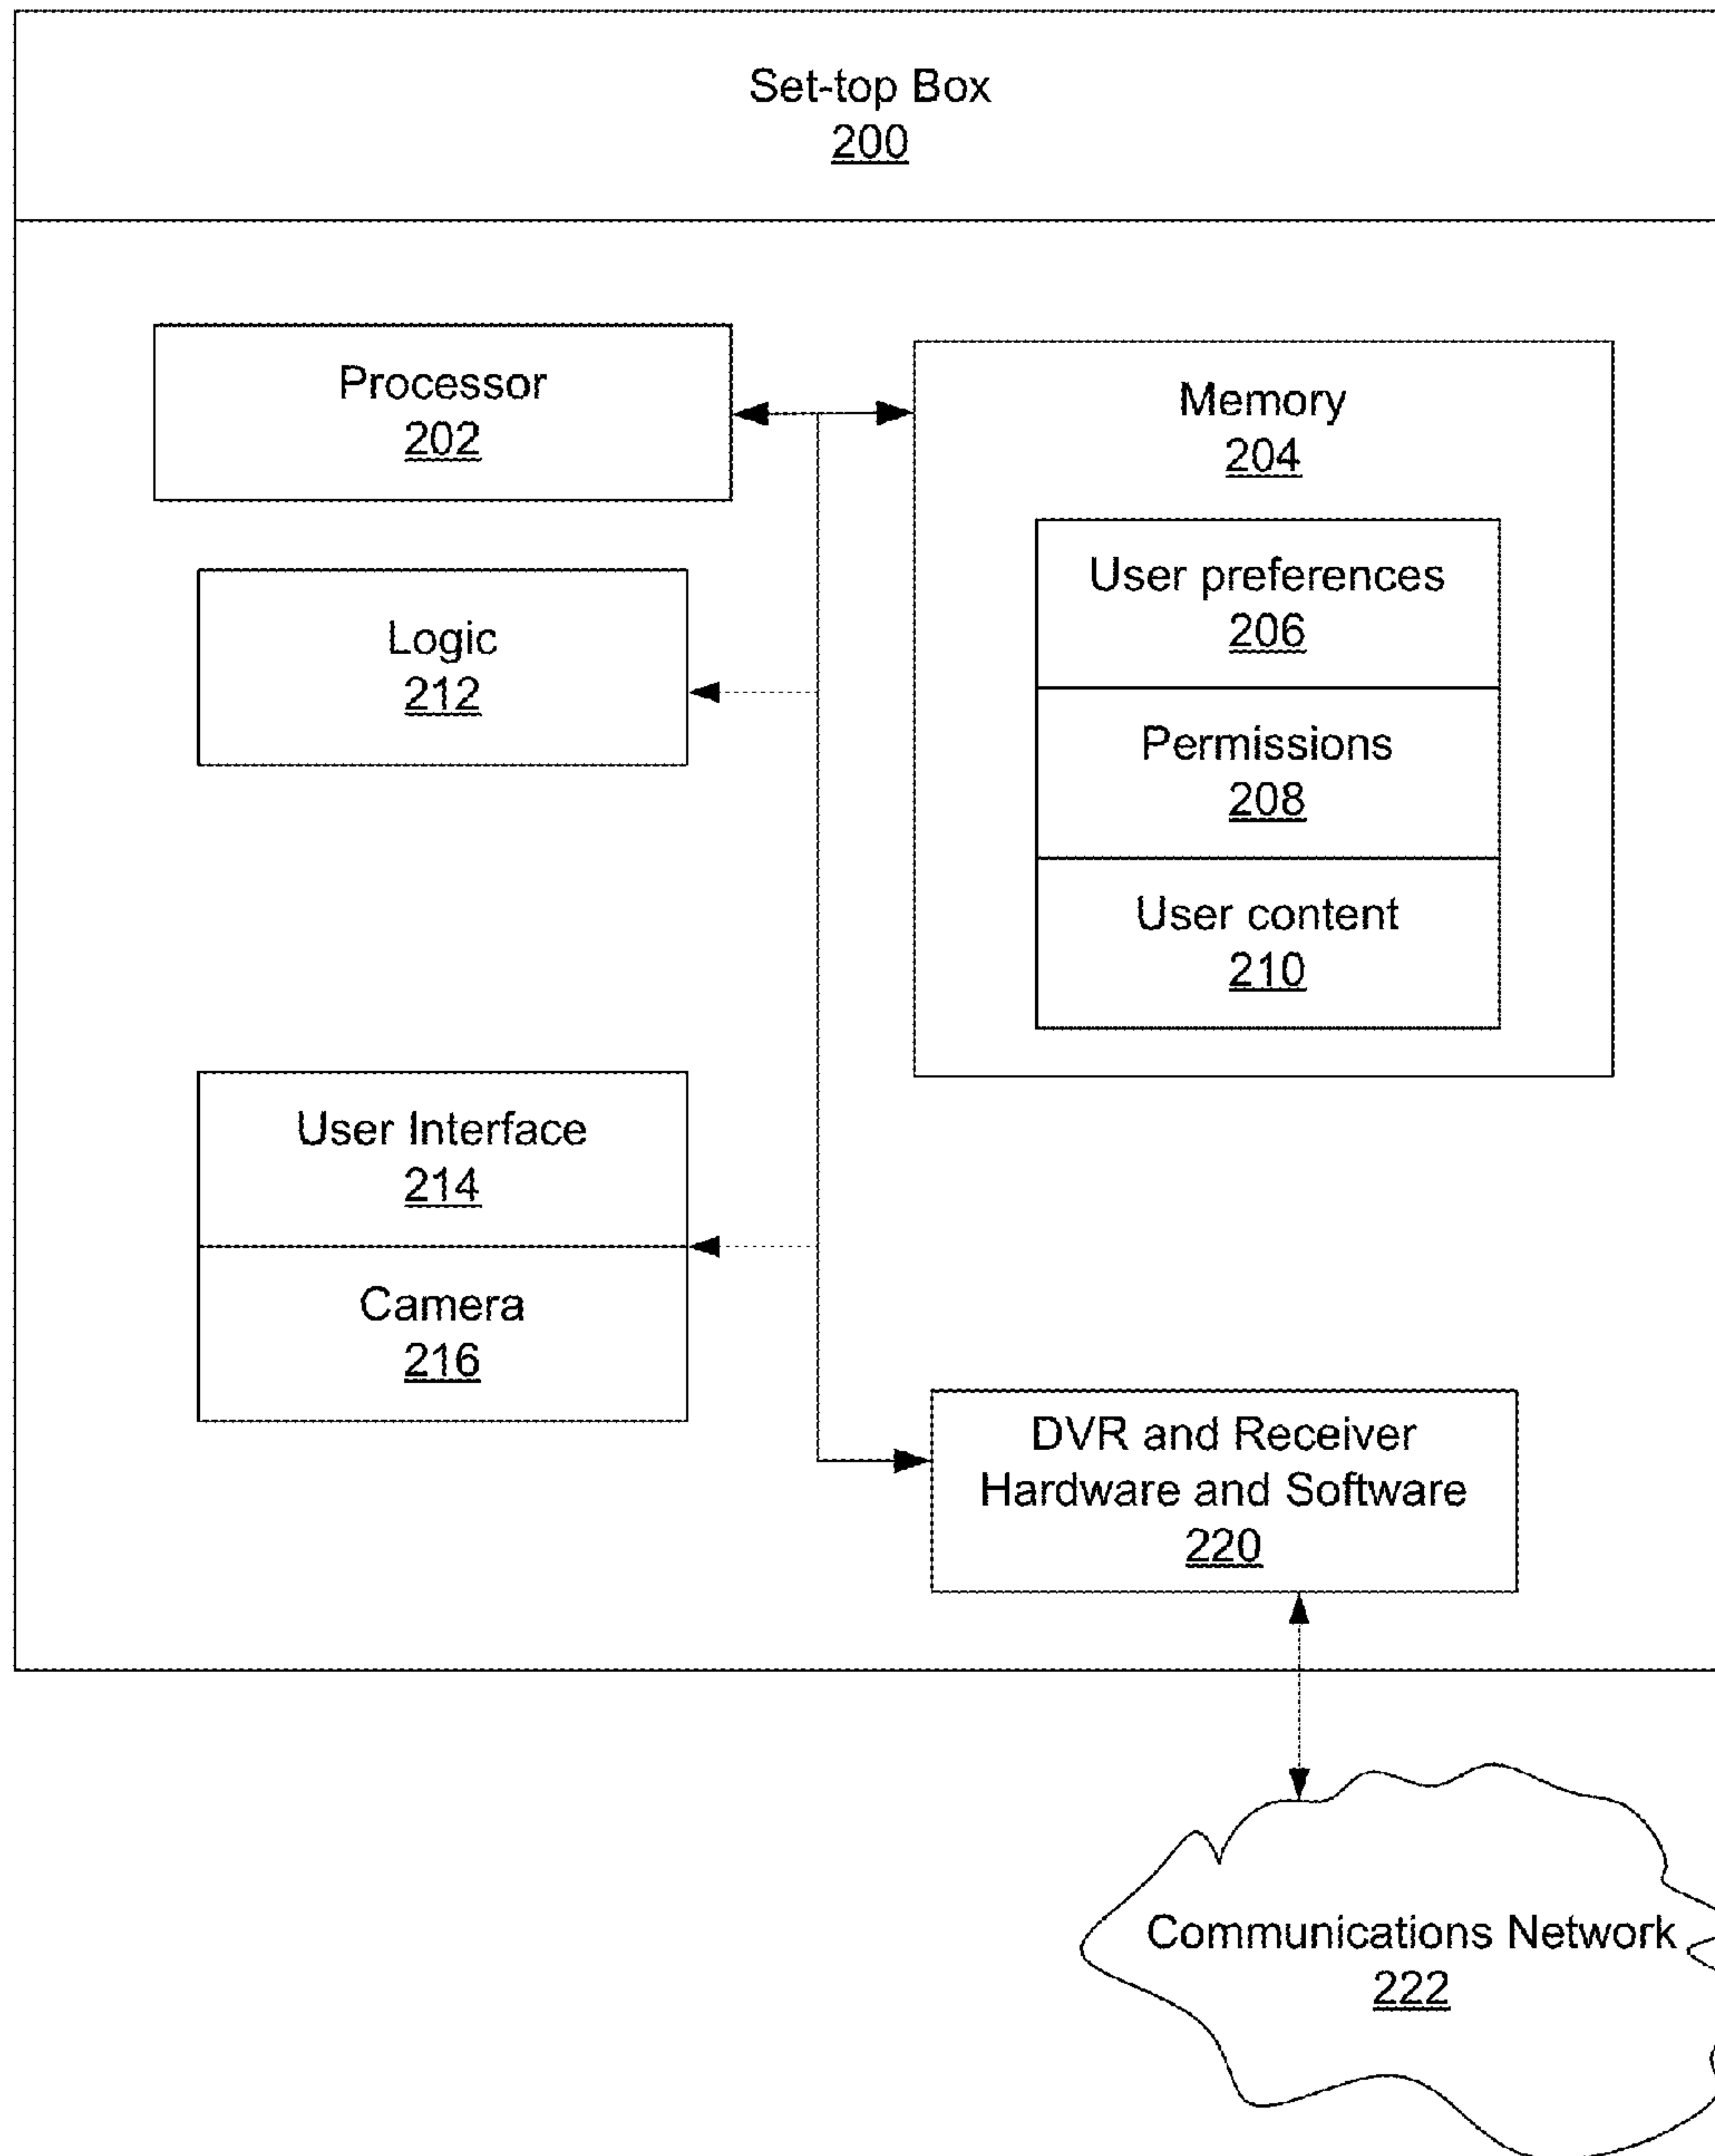 Set-top Box
200
Processor
202
Memory
204
User preferences
206
Permissions
208
User content
210
Logic
212
User Interface
214
Camera
216
DVR and Receiver
Hardware and Software
220
Communications Network
222